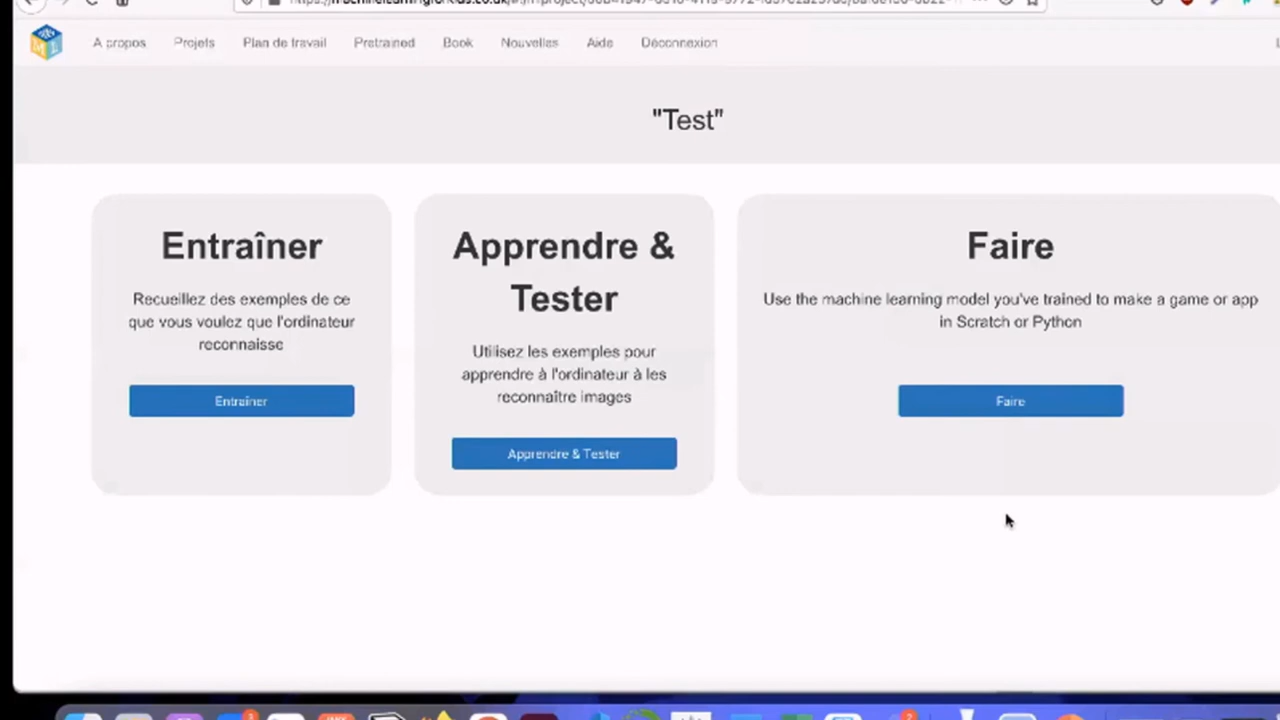 A propos Projets Plan de travail Pretrained Book Nouvelles Aide Déconnexion
"Test"
Entraîner
Recueillez des exemples de ce
que vous voulez que l'ordinateur
reconnaisse
Entraîner
Apprendre &
Tester
Utilisez les exemples pour
apprendre à l'ordinateur à les
reconnaître images
Apprendre & Tester
Faire
Use the machine learning model you've trained to make a game or app
in Scratch or Python
Faire